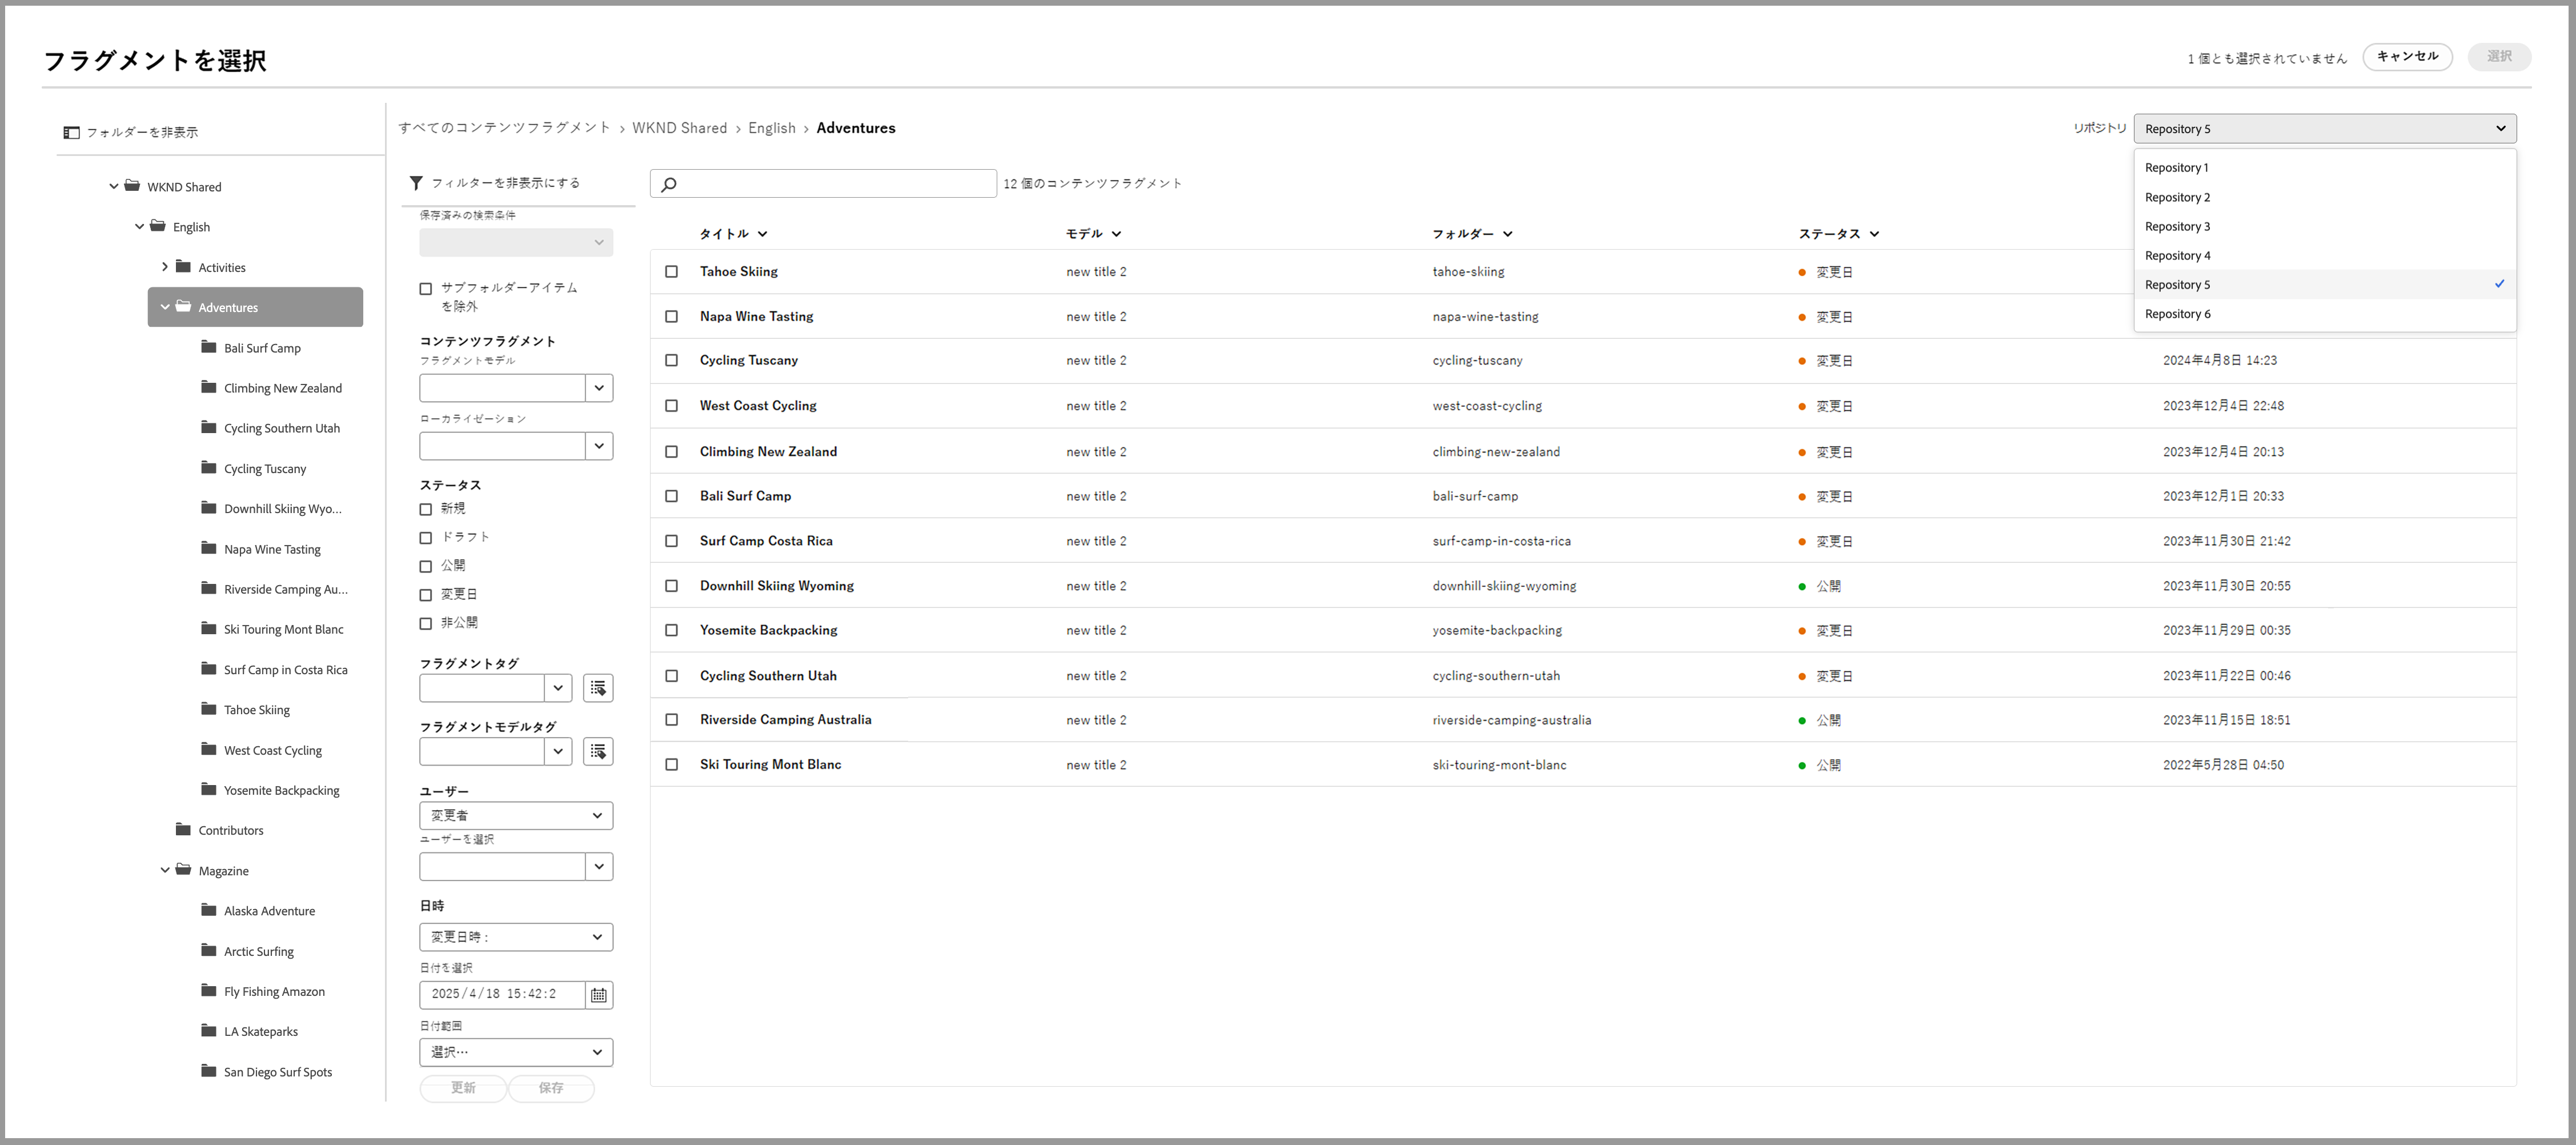 フラグメントを選択
1 個とも選択されていません
キャンセル
選択
フォルダーを非表示
WKND Shared
English
Activities
Adventures
Bali Surf Camp
Climbing New Zealand
Cycling Southern Utah
Cycling Tuscany
Downhill Skiing Wyo...
Napa Wine Tasting
Riverside Camping Au...
Ski Touring Mont Blanc
Surf Camp in Costa Rica
Tahoe Skiing
West Coast Cycling
Yosemite Backpacking
Contributors
Magazine
Alaska Adventure
Arctic Surfing
Fly Fishing Amazon
LA Skateparks
San Diego Surf Spots
すべてのコンテンツフラグメント › WKND Shared › English › Adventures
リポジトリ
Repository 5
Repository 1
Repository 2
Repository 3
Repository 4
Repository 5
Repository 6
フィルターを非表示にする
保存済みの検索条件
サブフォルダーアイテム
を除外
コンテンツフラグメント
フラグメントモデル
ローカライゼーション
ステータス
新規
ドラフト
公開
変更日
非公開
フラグメントタグ
フラグメントモデルタグ
ユーザー
変更者
ユーザーを選択
日時
変更日時 :
日付を選択
2025/4/18 15:42:2
日付範囲
選択…
更新
保存
12 個のコンテンツフラグメント
タイトル モデル フォルダー ステータス
Tahoe Skiing new title 2 tahoe-skiing 変更日
Napa Wine Tasting new title 2 napa-wine-tasting 変更日
Cycling Tuscany new title 2 cycling-tuscany 変更日 2024年4月8日 14:23
West Coast Cycling new title 2 west-coast-cycling 変更日 2023年12月4日 22:48
Climbing New Zealand new title 2 climbing-new-zealand 変更日 2023年12月4日 20:13
Bali Surf Camp new title 2 bali-surf-camp 変更日 2023年12月1日 20:33
Surf Camp Costa Rica new title 2 surf-camp-in-costa-rica 変更日 2023年11月30日 21:42
Downhill Skiing Wyoming new title 2 downhill-skiing-wyoming 公開 2023年11月30日 20:55
Yosemite Backpacking new title 2 yosemite-backpacking 変更日 2023年11月29日 00:35
Cycling Southern Utah new title 2 cycling-southern-utah 変更日 2023年11月22日 00:46
Riverside Camping Australia new title 2 riverside-camping-australia 公開 2023年11月15日 18:51
Ski Touring Mont Blanc new title 2 ski-touring-mont-blanc 公開 2022年5月28日 04:50